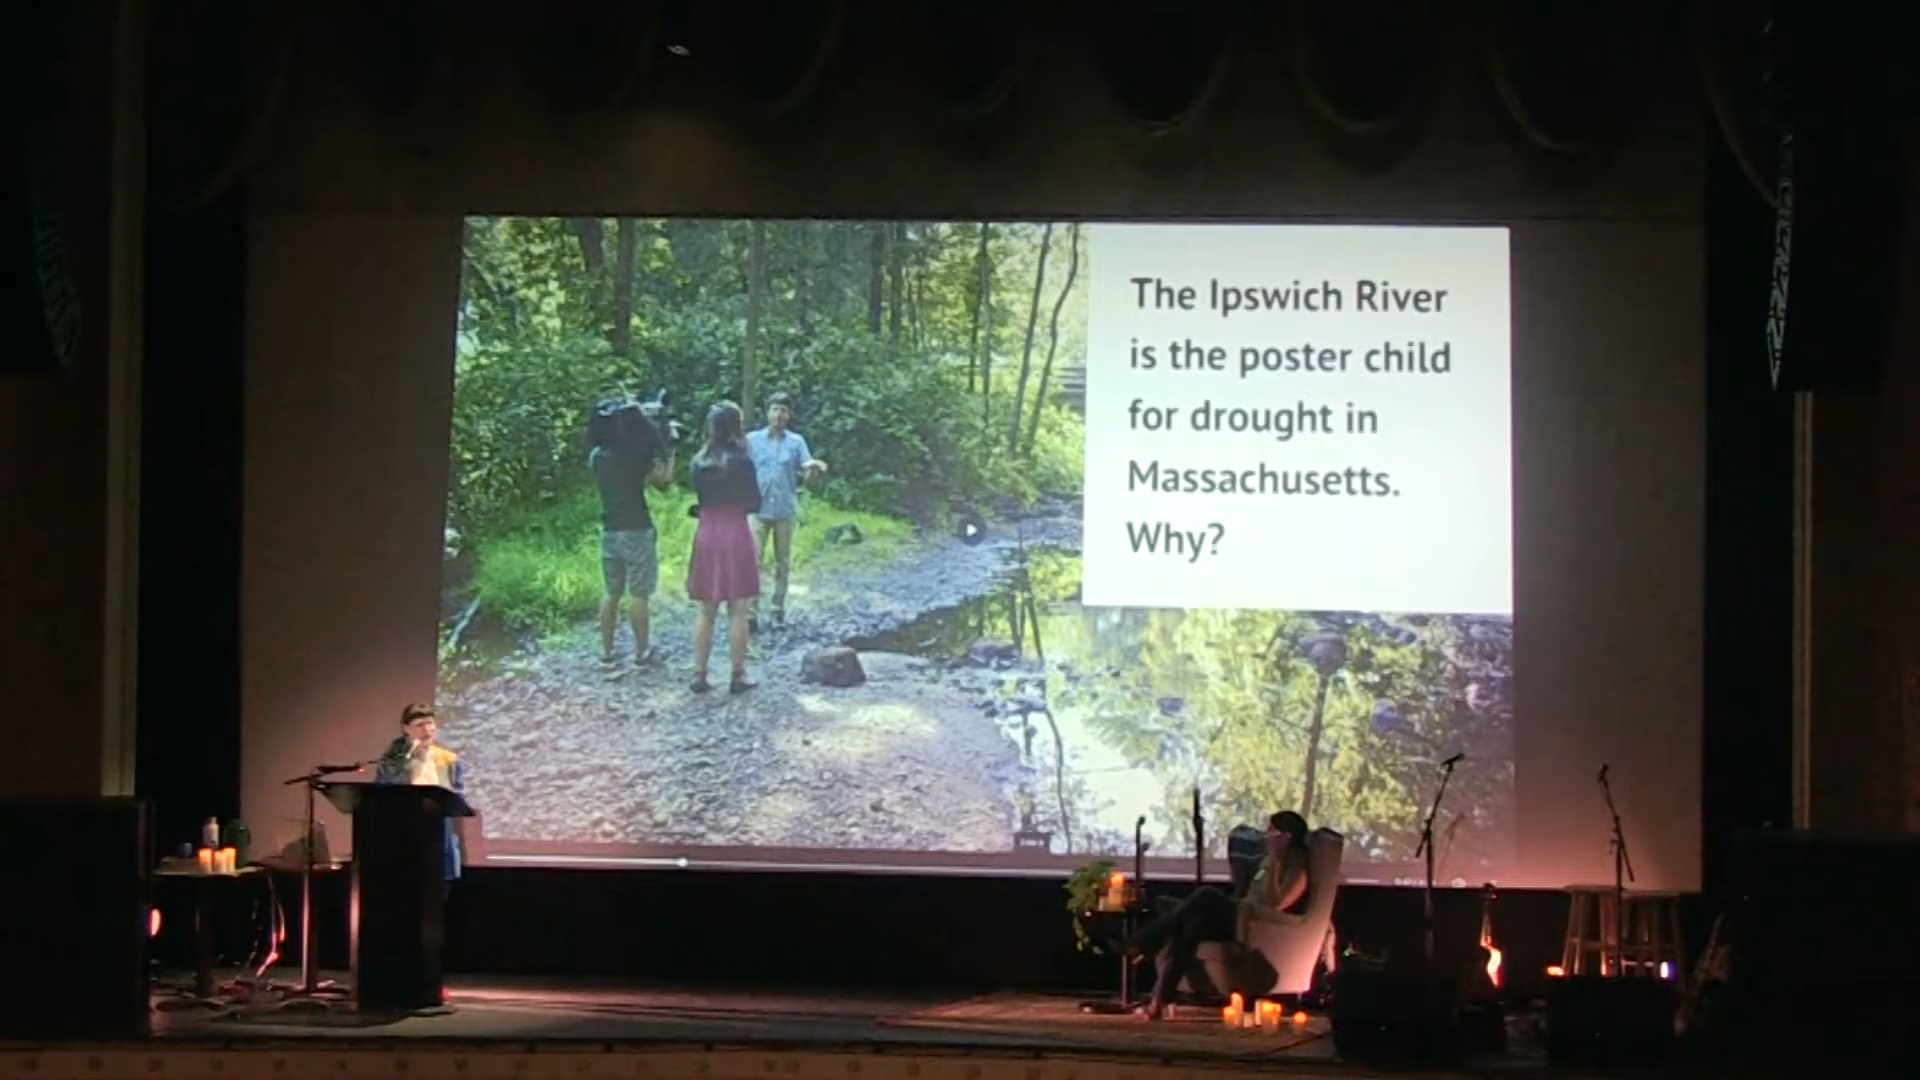 The Ipswich River
is the poster child
for drought in
Massachusetts.
Why?